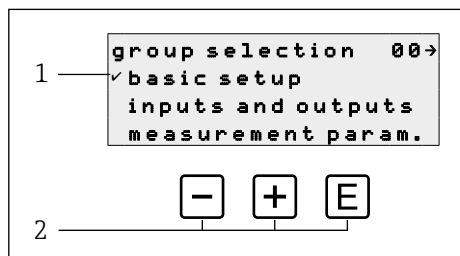 group selection 00→
1 ✓basic setup
inputs and outputs
measurement param.
- + E
2